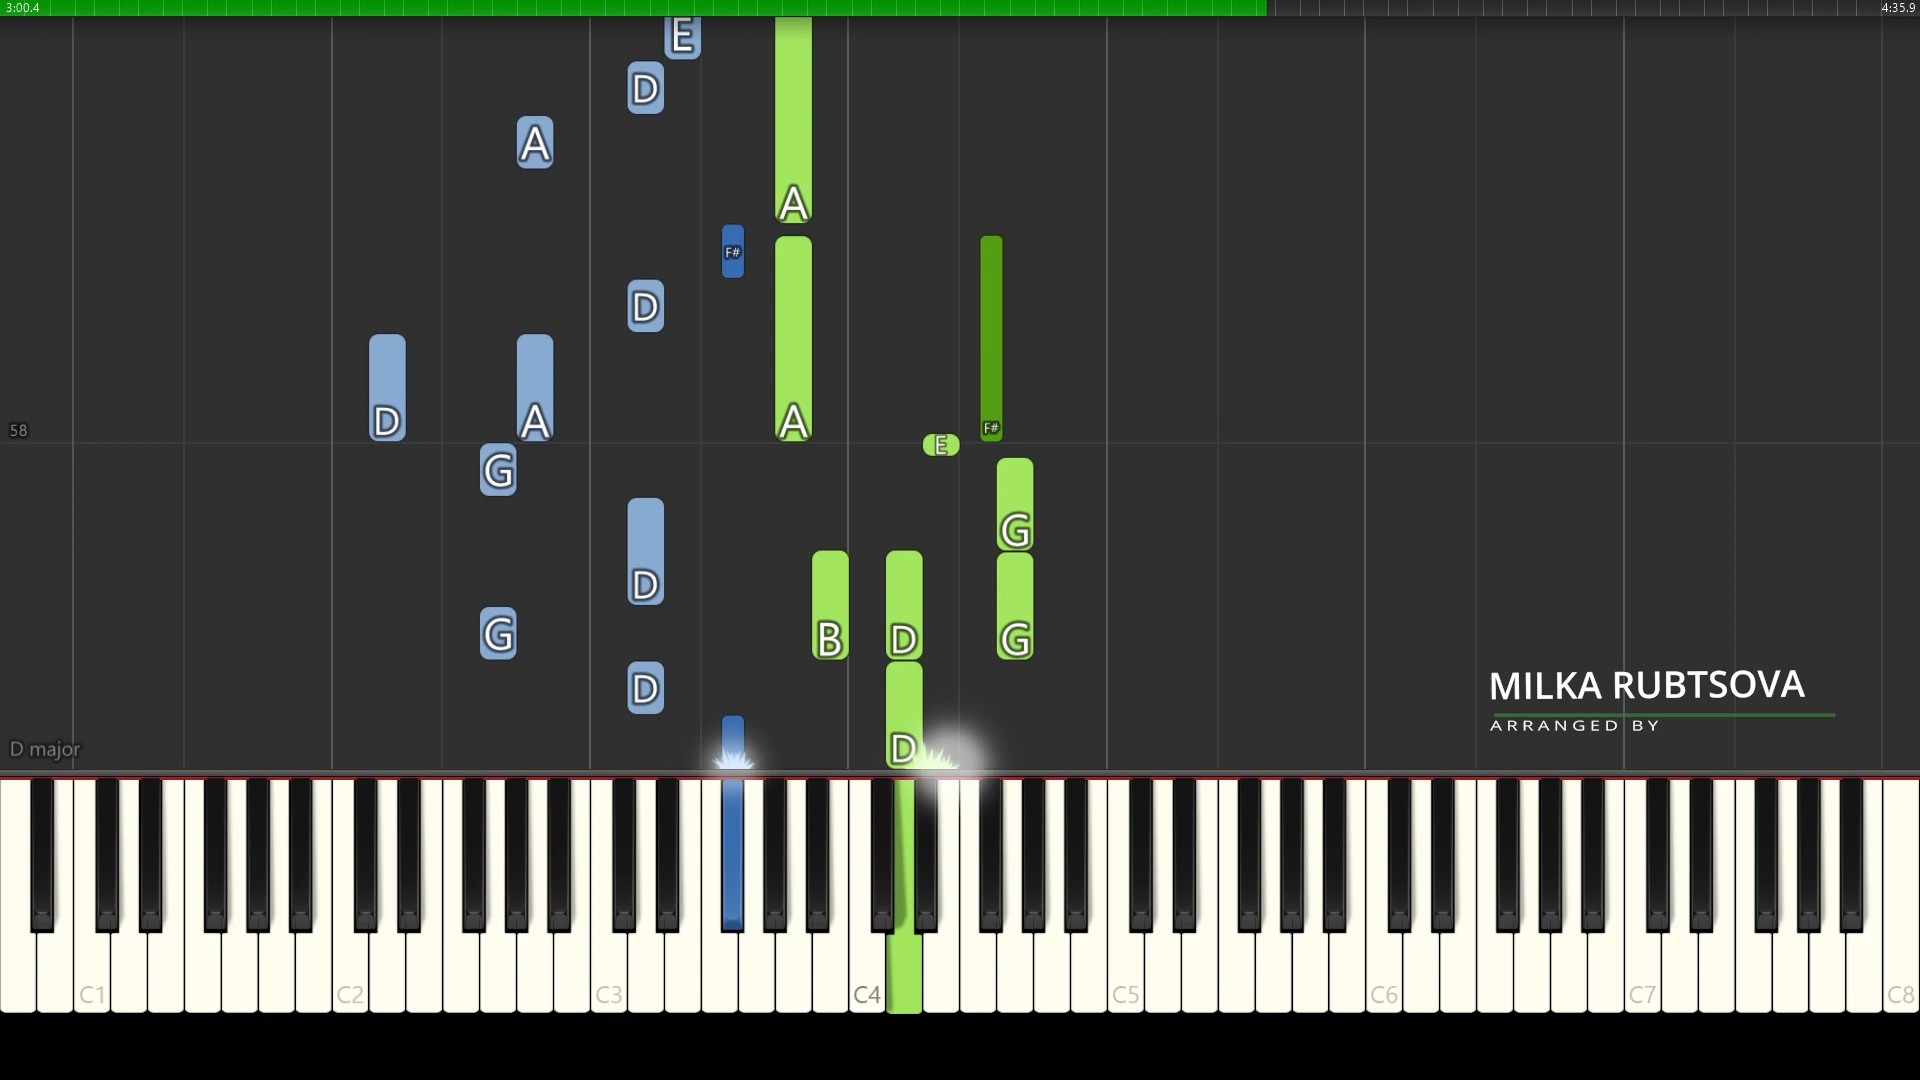 3:00.4 4:35.9
E
D
A
A
F#
D
D A A F#
58
E
G
G
D
G B D G
D
MILKA RUBTSOVA
ARRANGED BY
D major D
C1 C2 C3 C4 C5 C6 C7 C8